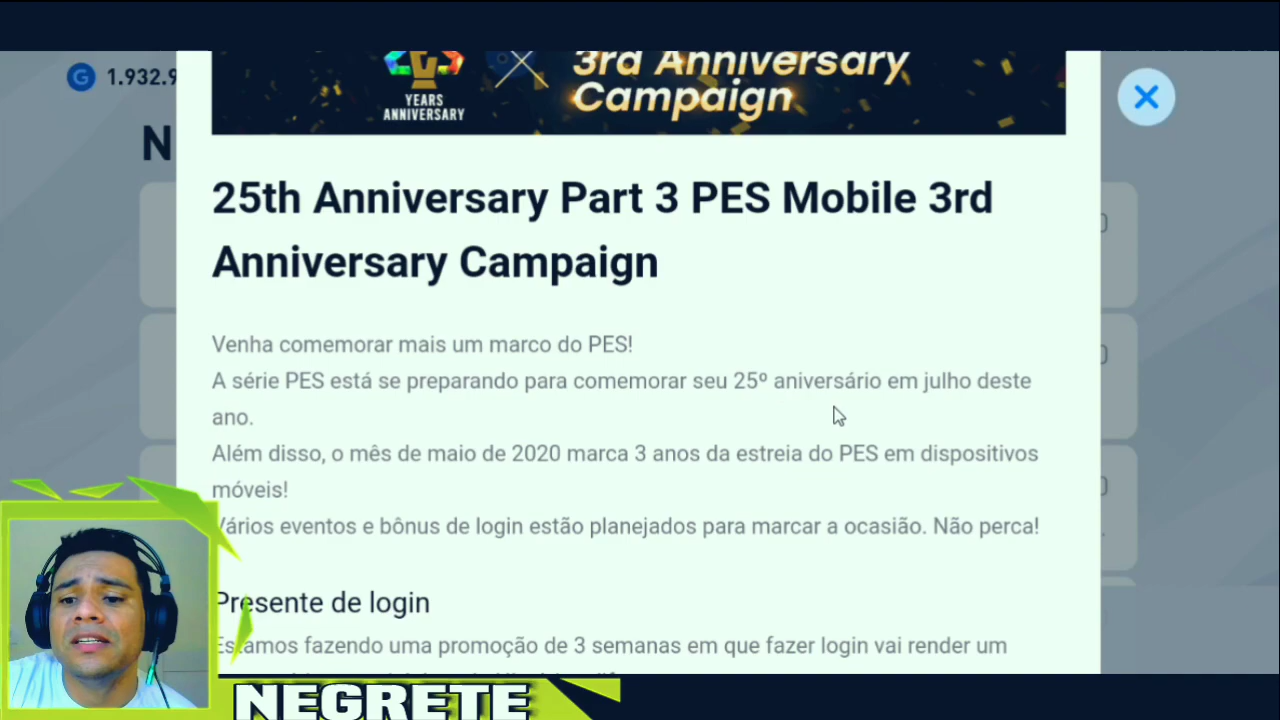 1.932.9
YEARS
ANNIVERSARY
3rd Anniversary
Campaign
N
25th Anniversary Part 3 PES Mobile 3rd
Anniversary Campaign
Venha comemorar mais um marco do PES!
A série PES está se preparando para comemorar seu 25º aniversário em julho deste
ano.
Além disso, o mês de maio de 2020 marca 3 anos da estreia do PES em dispositivos
móveis!
Vários eventos e bônus de login estão planejados para marcar a ocasião. Não perca!
Presente de login
Estamos fazendo uma promoção de 3 semanas em que fazer login vai render um
NEGRETE